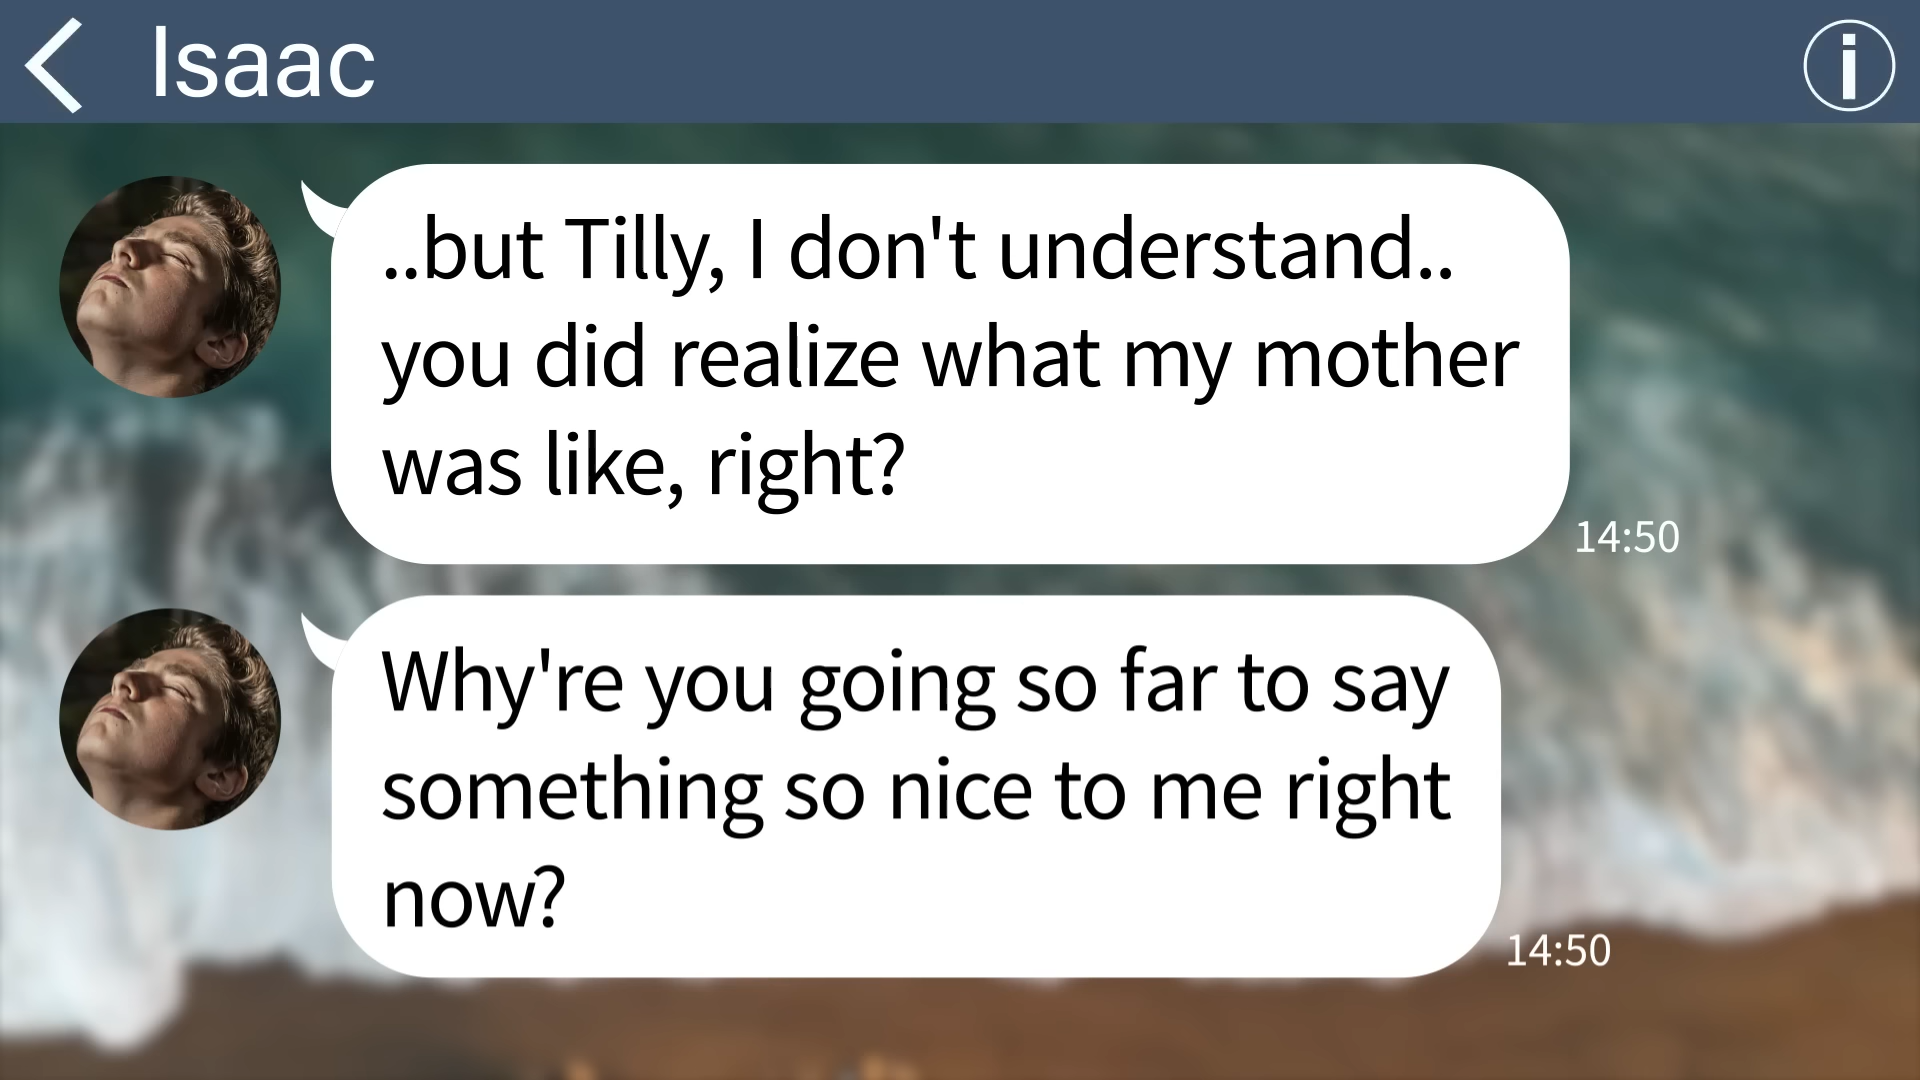 Isaac
..but Tilly, I don't understand..
you did realize what my mother
was like, right?
14:50
Why're you going so far to say
something so nice to me right
now?
14:50